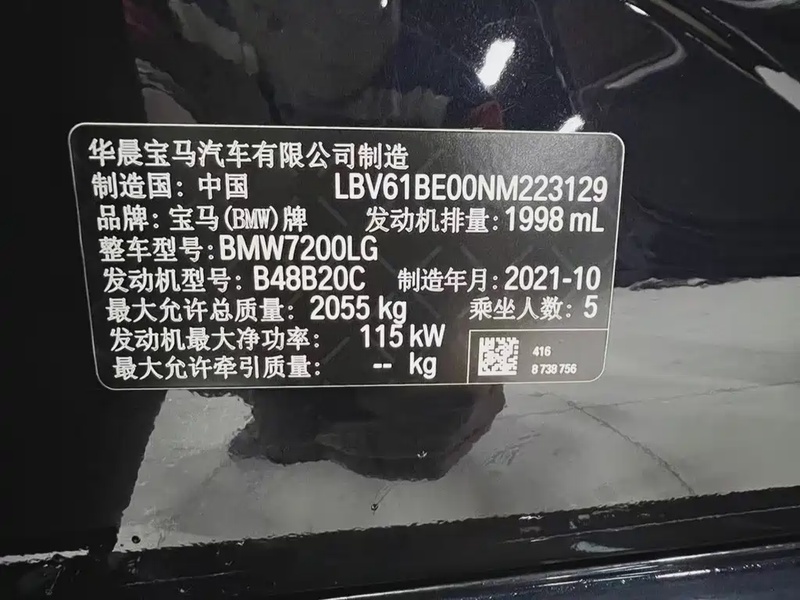 华晨宝马汽车有限公司制造
制造国: 中国 LBV61BE00NM223129
品牌: 宝马(BMW)牌 发动机排量: 1998 mL
整车型号: BMW7200LG
发动机型号: B48B20C 制造年月: 2021-10
最大允许总质量: 2055 kg 乘坐人数: 5
发动机最大净功率: 115 kW
最大允许牵引质量: -- kg
416
8 738 756